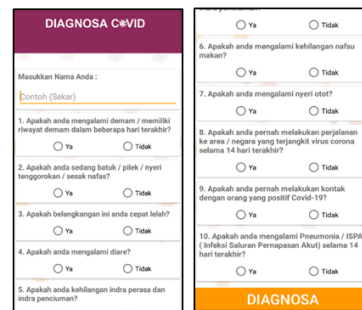 DIAGNOSA C VID
Masukkan Nama Anda :
Contoh (Sekar)
1. Apakah anda mengalami demam / memiliki
riwayat demam dalam beberapa hari terakhir?
Ya Tidak
2. Apakah anda sedang batuk / pilek / nyeri
tenggorokan / sesak nafas?
Ya Tidak
3. Apakah belangkangan ini anda cepat lelah?
Ya Tidak
4. Apakah anda mengalami diare?
Ya Tidak
5. Apakah anda kehilangan indra perasa dan
indra penciuman?
Ya Tidak
6. Apakah anda mengalami kehilangan nafsu
makan?
Ya Tidak
7. Apakah anda mengalami nyeri otot?
Ya Tidak
8. Apakah anda pernah melakukan perjalanan
ke area / negara yang terjangkit virus corona
selama 14 hari terakhir?
Ya Tidak
9. Apakah anda pernah melakukan kontak
dengan orang yang positif Covid-19?
Ya Tidak
10. Apakah anda mengalami Pneumonia / ISPA
( Infeksi Saluran Pernapasan Akut) selama 14
hari terakhir?
Ya Tidak
DIAGNOSA